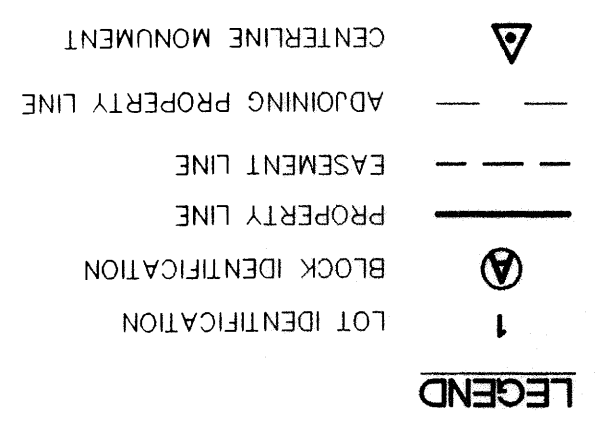 LEGEND
1 LOT IDENTIFICATION
A BLOCK IDENTIFICATION
PROPERTY LINE
EASEMENT LINE
ADJOINING PROPERTY LINE
CENTERLINE MONUMENT